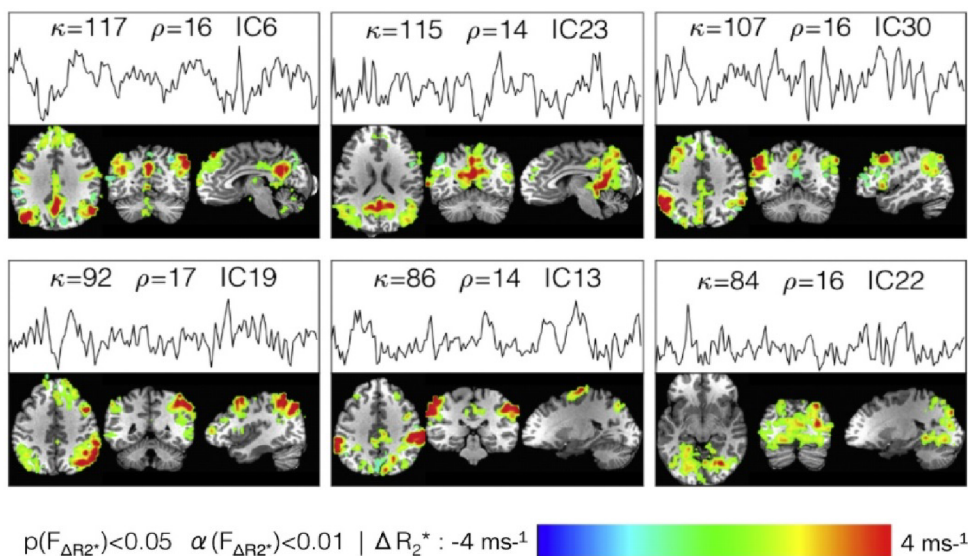 κ=117 ρ=16 IC6
κ=115 ρ=14 IC23
κ=107 ρ=16 IC30
κ=92 ρ=17 IC19
κ=86 ρ=14 IC13
κ=84 ρ=16 IC22
p(F_ΔR2*)<0.05 α(F_ΔR2*)<0.01 | ΔR₂* : -4 ms⁻¹ 4 ms⁻¹